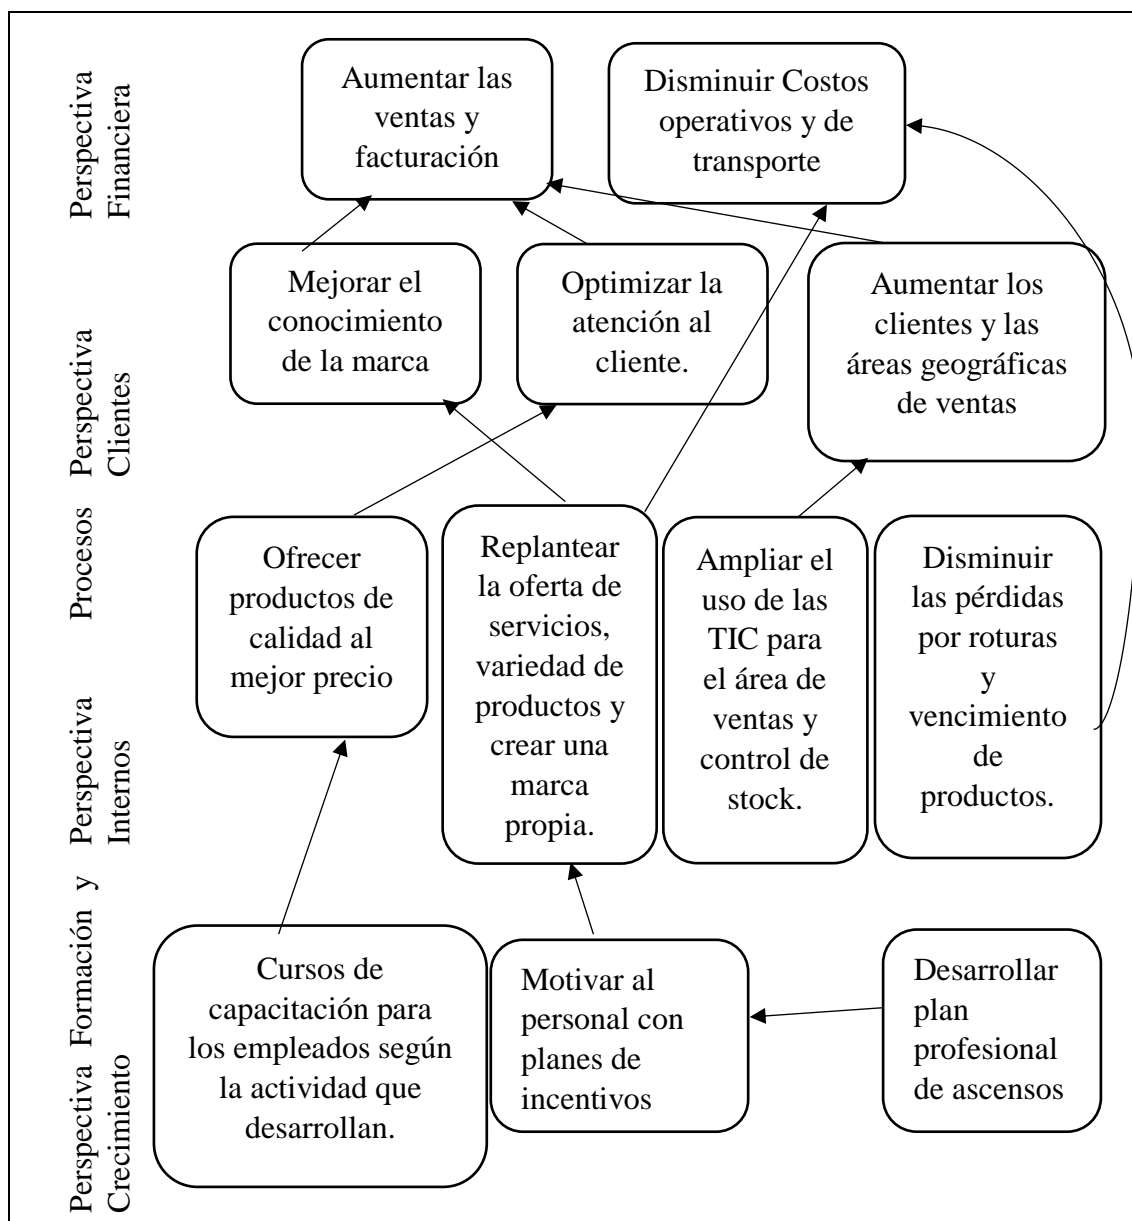 Perspectiva
Financiera
Aumentar las
ventas y
facturación
Disminuir Costos
operativos y de
transporte
Perspectiva
Clientes
Mejorar el
conocimiento
de la marca
Optimizar la
atención al
cliente.
Aumentar los
clientes y las
áreas geográficas
de ventas
Perspectiva Procesos
Internos
Ofrecer
productos de
calidad al
mejor precio
Replantear
la oferta de
servicios,
variedad de
productos y
crear una
marca
propia.
Ampliar el
uso de las
TIC para
el área de
ventas y
control de
stock.
Disminuir
las pérdidas
por roturas
y
vencimiento
de
productos.
Perspectiva Formación y
Crecimiento
Cursos de
capacitación para
los empleados según
la actividad que
desarrollan.
Motivar al
personal con
planes de
incentivos
Desarrollar
plan
profesional
de ascensos